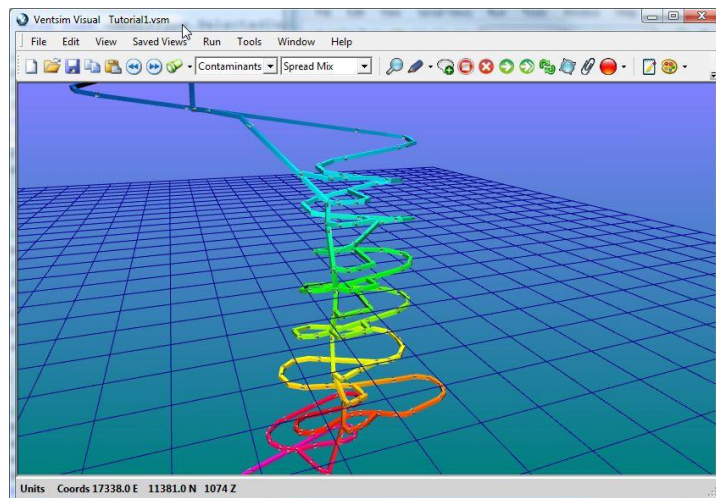 Ventsim Visual Tutorial1.vsm
File Edit View Saved Views Run Tools Window Help
Contaminants Spread Mix
Units Coords 17338.0 E 11381.0 N 1074 Z